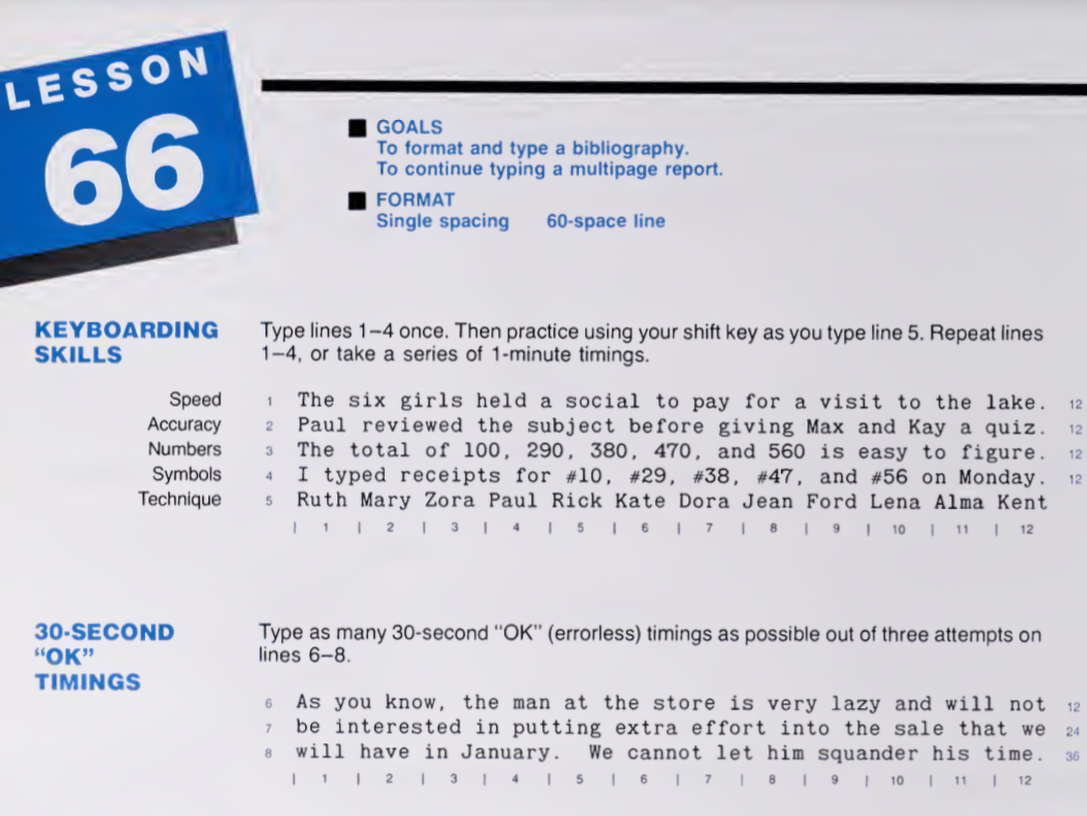 LESSON
66
GOALS
To format and type a bibliography.
To continue typing a multipage report.
FORMAT
Single spacing 60-space line
KEYBOARDING
SKILLS
Type lines 1–4 once. Then practice using your shift key as you type line 5. Repeat lines
1–4, or take a series of 1-minute timings.
Speed 1 The six girls held a social to pay for a visit to the lake. 12
Accuracy 2 Paul reviewed the subject before giving Max and Kay a quiz. 12
Numbers 3 The total of 100, 290, 380, 470, and 560 is easy to figure. 12
Symbols 4 I typed receipts for #10, #29, #38, #47, and #56 on Monday. 12
Technique 5 Ruth Mary Zora Paul Rick Kate Dora Jean Ford Lena Alma Kent
| 1 | 2 | 3 | 4 | 5 | 6 | 7 | 8 | 9 | 10 | 11 | 12
30-SECOND
“OK”
TIMINGS
Type as many 30-second “OK” (errorless) timings as possible out of three attempts on
lines 6–8.
6 As you know, the man at the store is very lazy and will not 12
7 be interested in putting extra effort into the sale that we 24
8 will have in January.  We cannot let him squander his time. 36
| 1 | 2 | 3 | 4 | 5 | 6 | 7 | 8 | 9 | 10 | 11 | 12